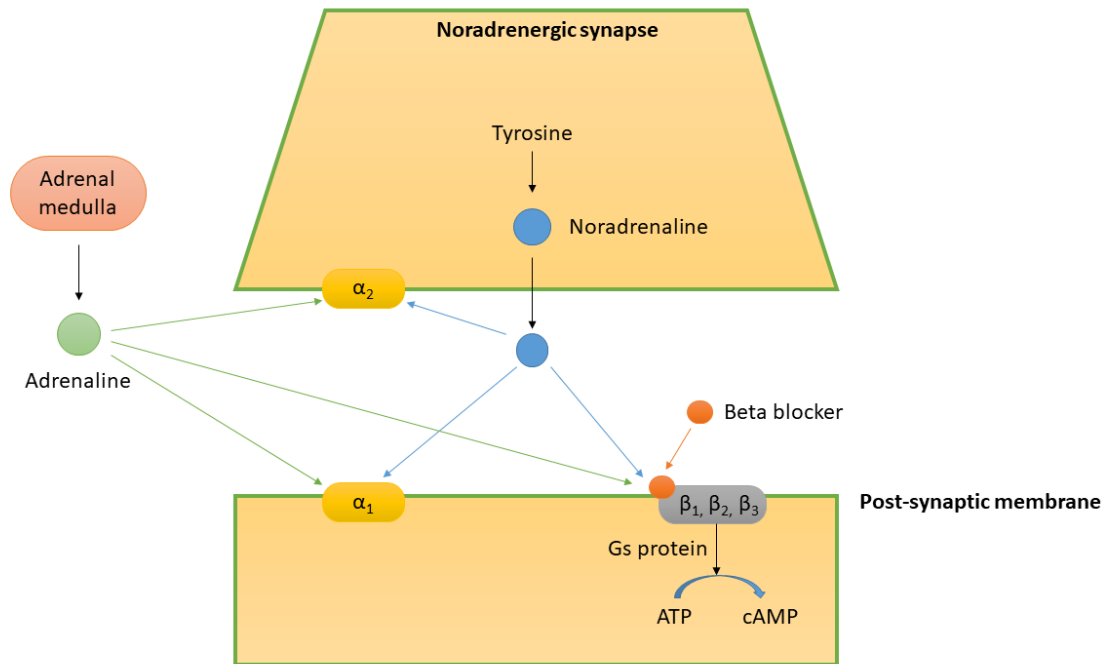 Noradrenergic synapse
Tyrosine
Adrenal
medulla
Noradrenaline
α₂
Adrenaline
Beta blocker
α₁
β₁, β₂, β₃
Post-synaptic membrane
Gs protein
ATP
cAMP